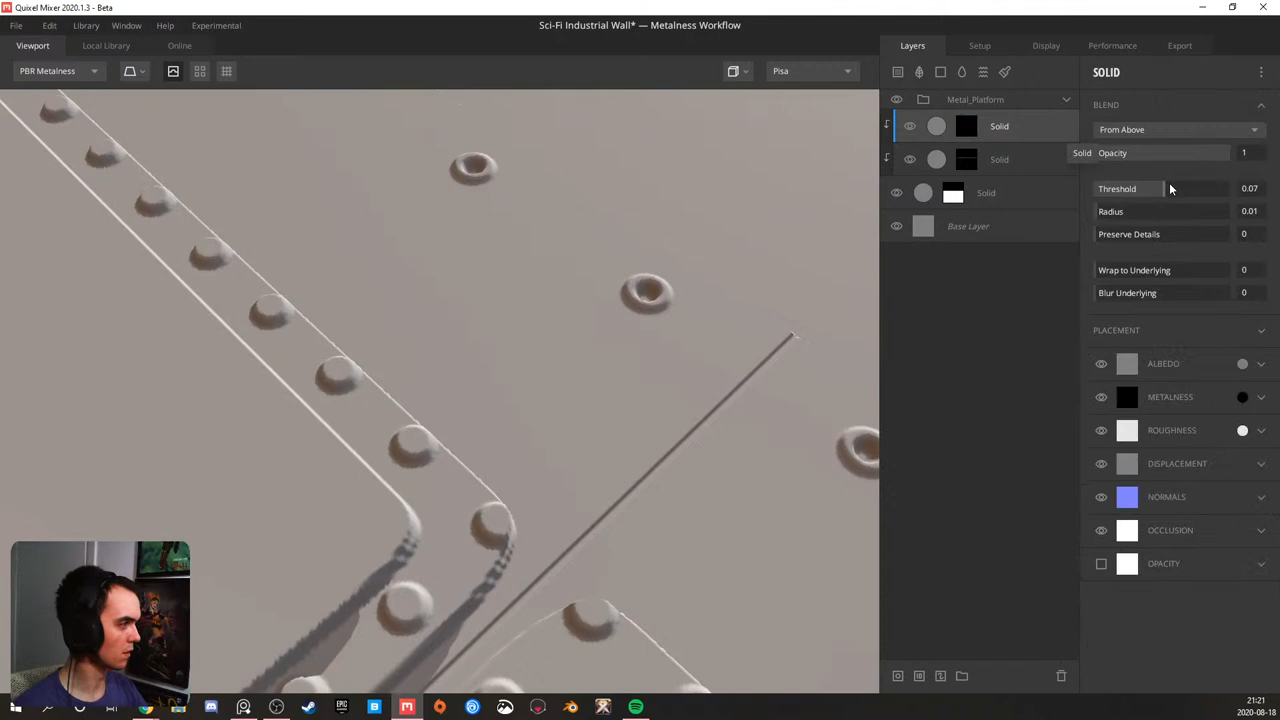 Quixel Mixer 2020.1.3 - Beta
File Edit Library Window Help Experimental
Sci-Fi Industrial Wall* — Metalness Workflow
Viewport Local Library Online
Layers Setup Display Performance Export
PBR Metalness
Pisa
Metal_Platform
Solid
Solid
Solid
Base Layer
SOLID
BLEND
From Above
Solid
Opacity 1
Threshold 0.07
Radius 0.01
Preserve Details 0
Wrap to Underlying 0
Blur Underlying 0
PLACEMENT
ALBEDO
METALNESS
ROUGHNESS
DISPLACEMENT
NORMALS
OCCLUSION
OPACITY
EPIC
21:21
2020-08-18